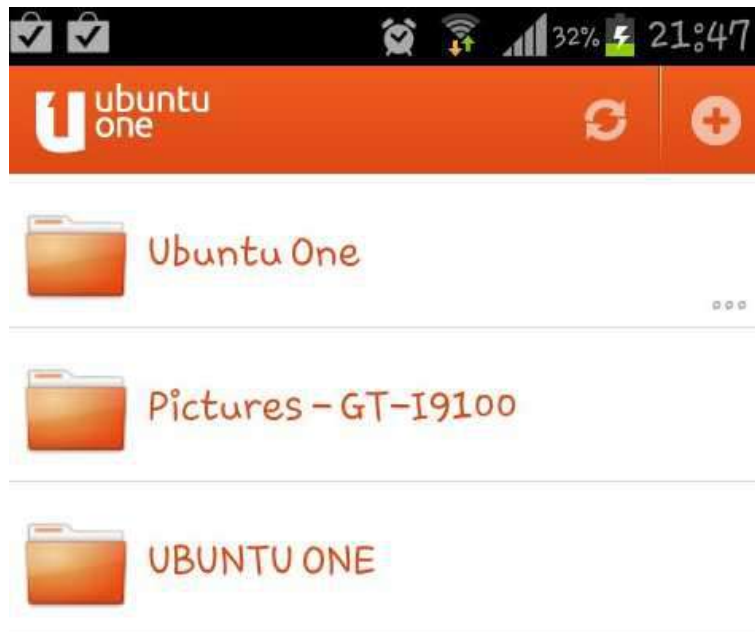 32% 21:47
ubuntu
one
Ubuntu One
Pictures - GT-I9100
UBUNTU ONE